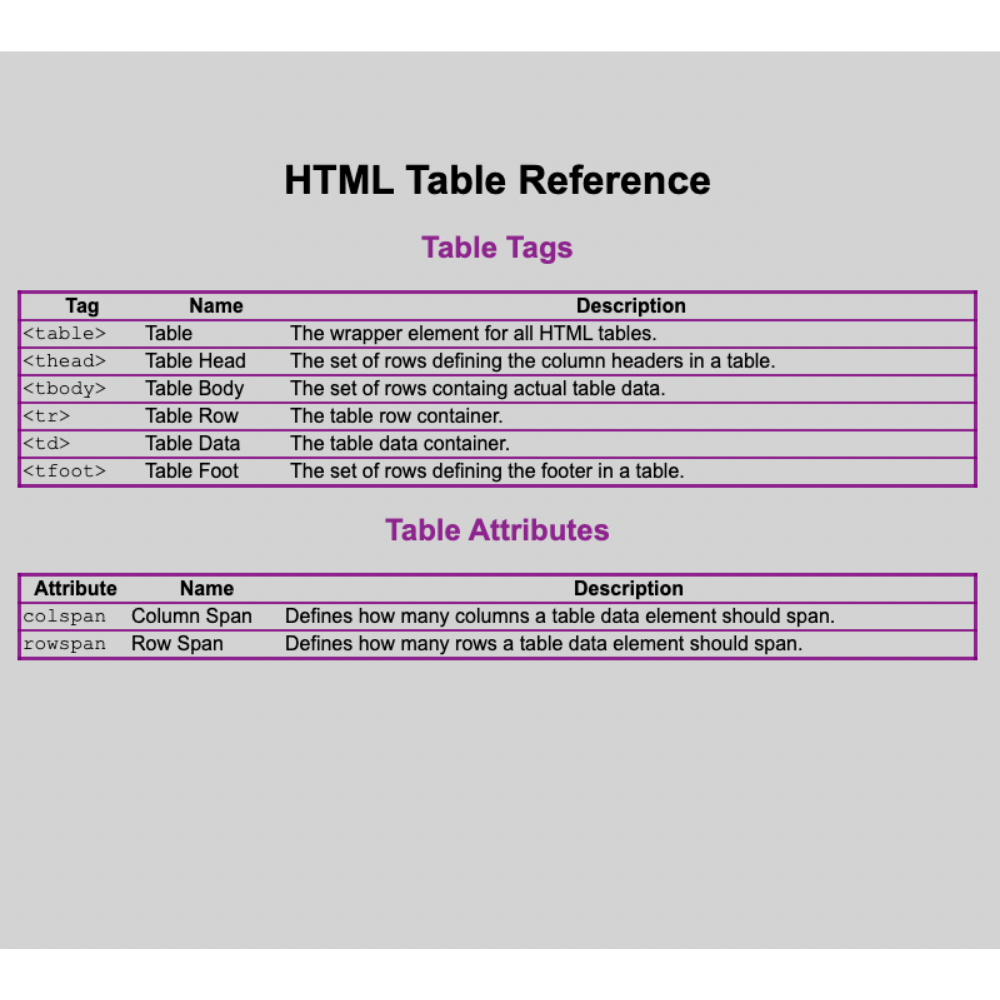 HTML Table Reference
Table Tags
Tag Name Description
<table> Table The wrapper element for all HTML tables.
<thead> Table Head The set of rows defining the column headers in a table.
<tbody> Table Body The set of rows containg actual table data.
<tr> Table Row The table row container.
<td> Table Data The table data container.
<tfoot> Table Foot The set of rows defining the footer in a table.
Table Attributes
Attribute Name Description
colspan Column Span Defines how many columns a table data element should span.
rowspan Row Span Defines how many rows a table data element should span.